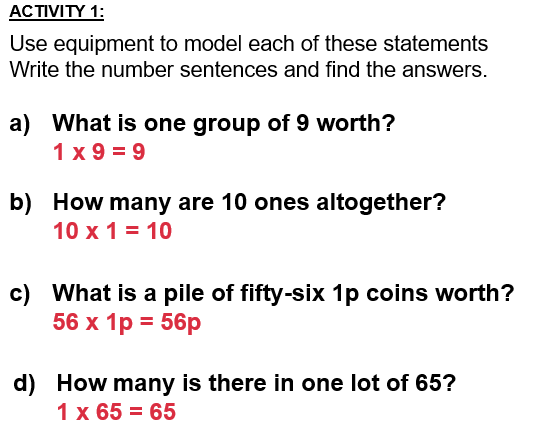 ACTIVITY 1:
Use equipment to model each of these statements
Write the number sentences and find the answers.
a) What is one group of 9 worth?
1 x 9 = 9
b) How many are 10 ones altogether?
10 x 1 = 10
c) What is a pile of fifty-six 1p coins worth?
56 x 1p = 56p
d) How many is there in one lot of 65?
1 x 65 = 65